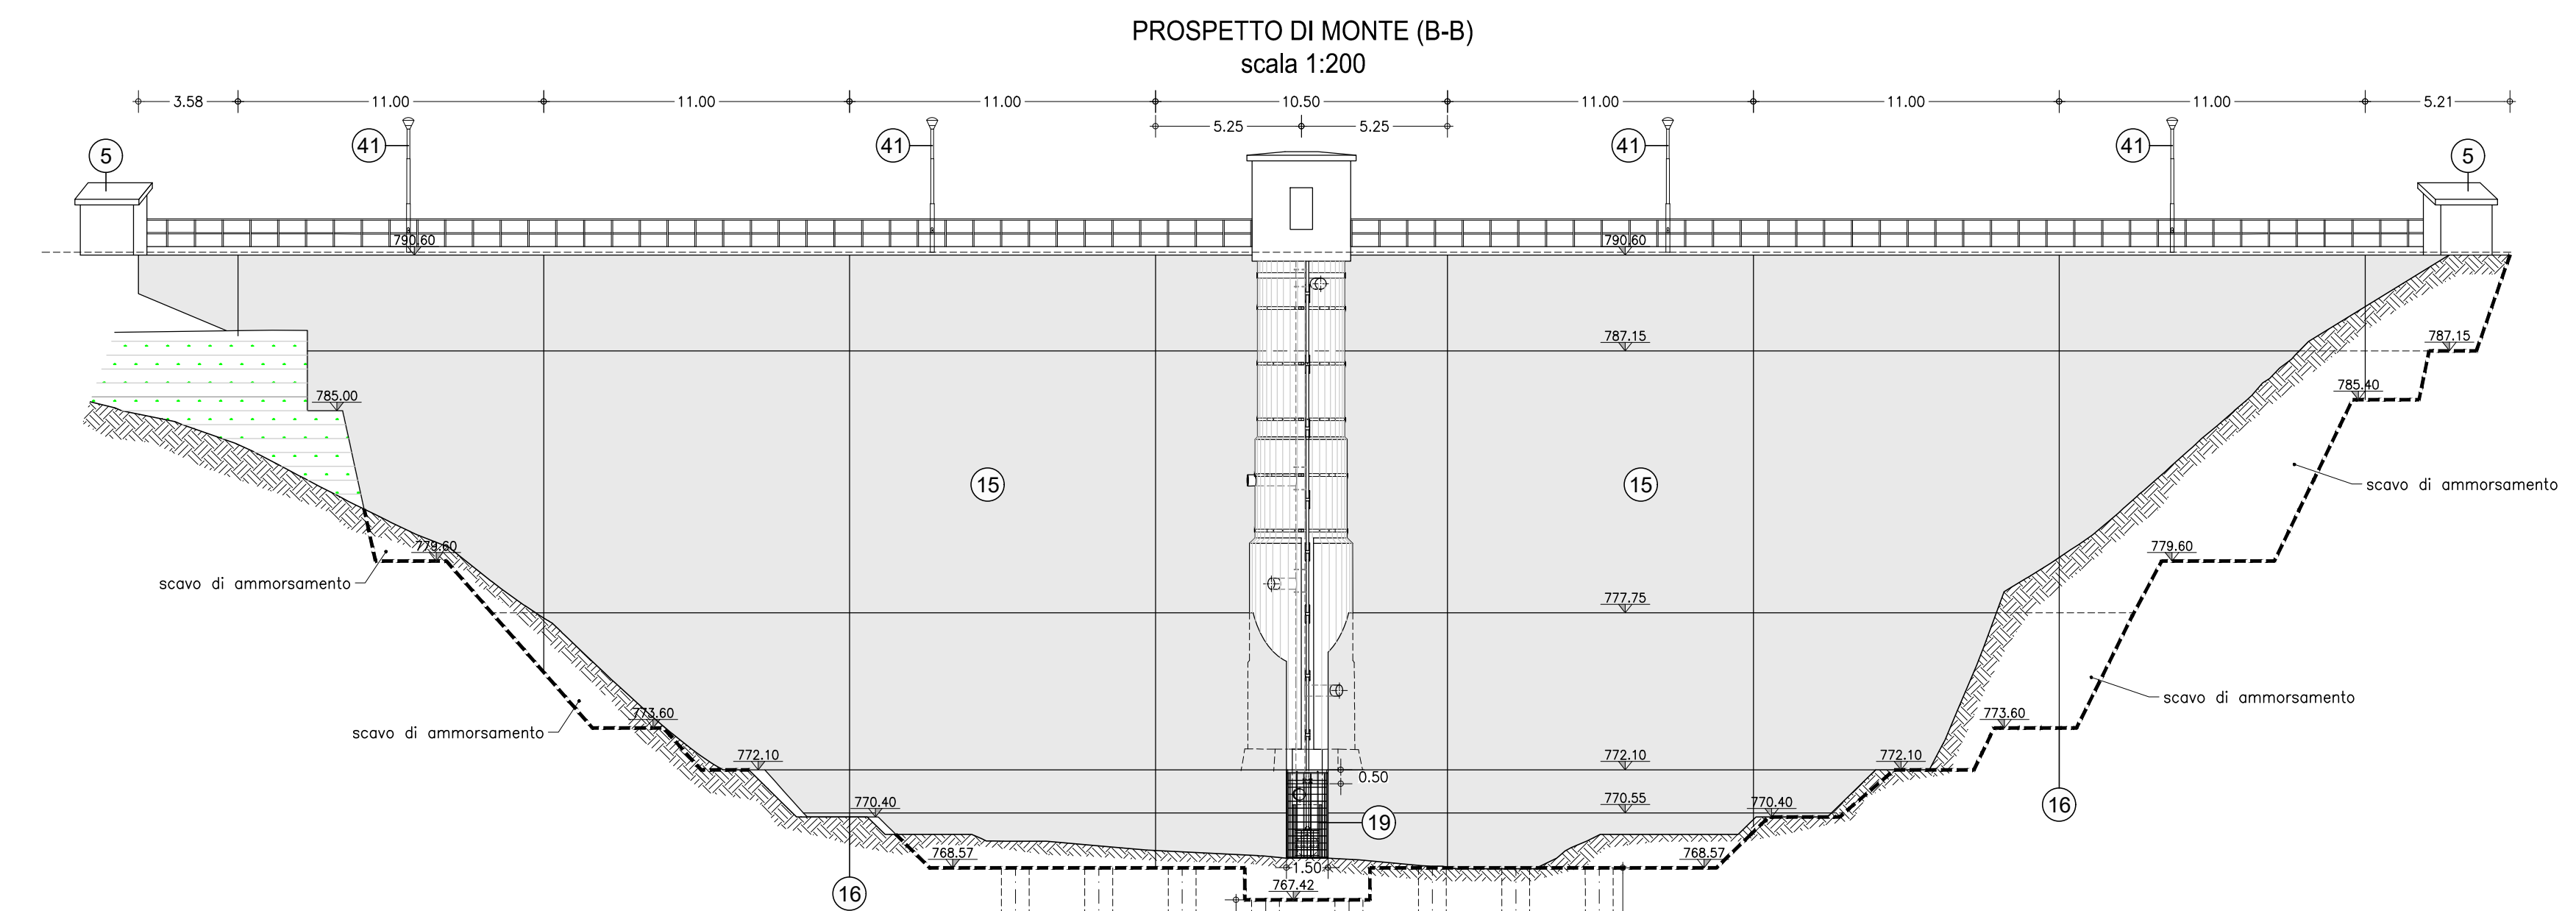 PROSPETTO DI MONTE (B-B)
scala 1:200
3.58 11.00 11.00 11.00 10.50 11.00 11.00 11.00 5.21
5.25 5.25
41 41 41 41
5 5
790.60 790.60
787.15 787.15
785.00 785.40
15 15
scavo di ammorsamento
779.60 779.60
scavo di ammorsamento
777.75
scavo di ammorsamento
773.60 773.60
scavo di ammorsamento
772.10 772.10 772.10
0.50
770.40 770.55 770.40
16
19
768.57 768.57
1.50
767.42
16